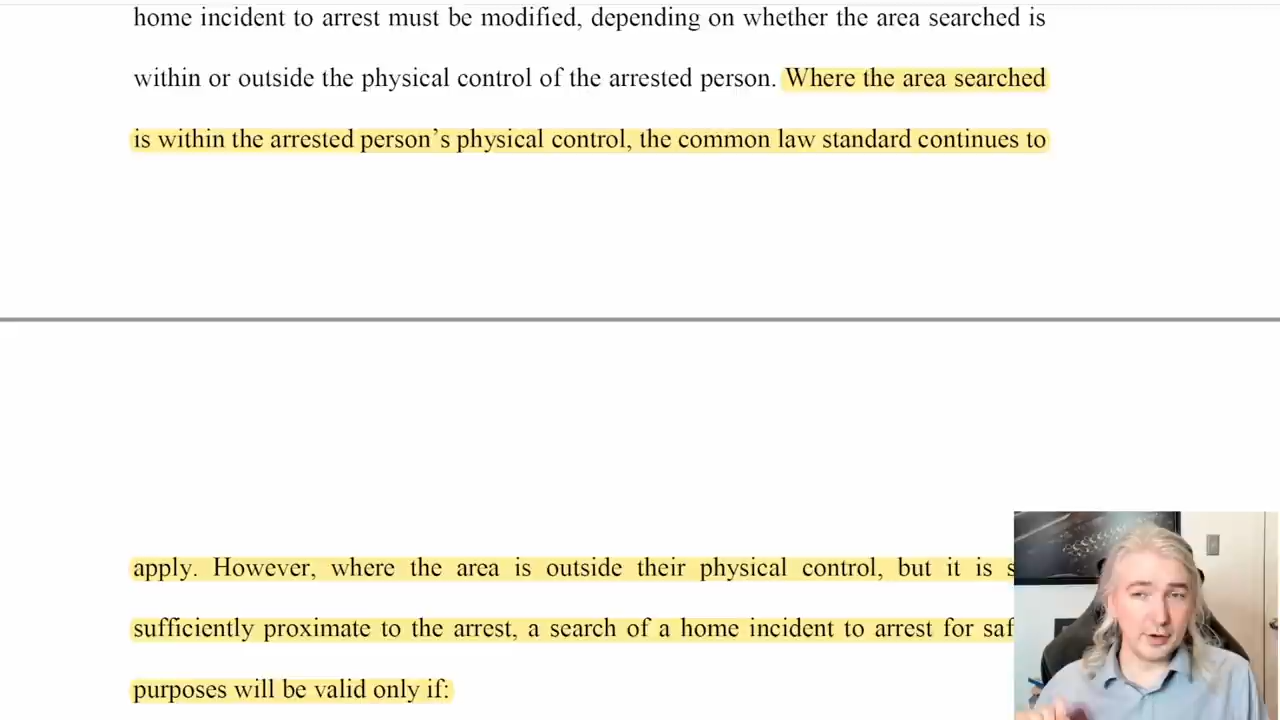 home incident to arrest must be modified, depending on whether the area searched is
within or outside the physical control of the arrested person. Where the area searched
is within the arrested person’s physical control, the common law standard continues to
apply. However, where the area is outside their physical control, but it is
sufficiently proximate to the arrest, a search of a home incident to arrest for
purposes will be valid only if: